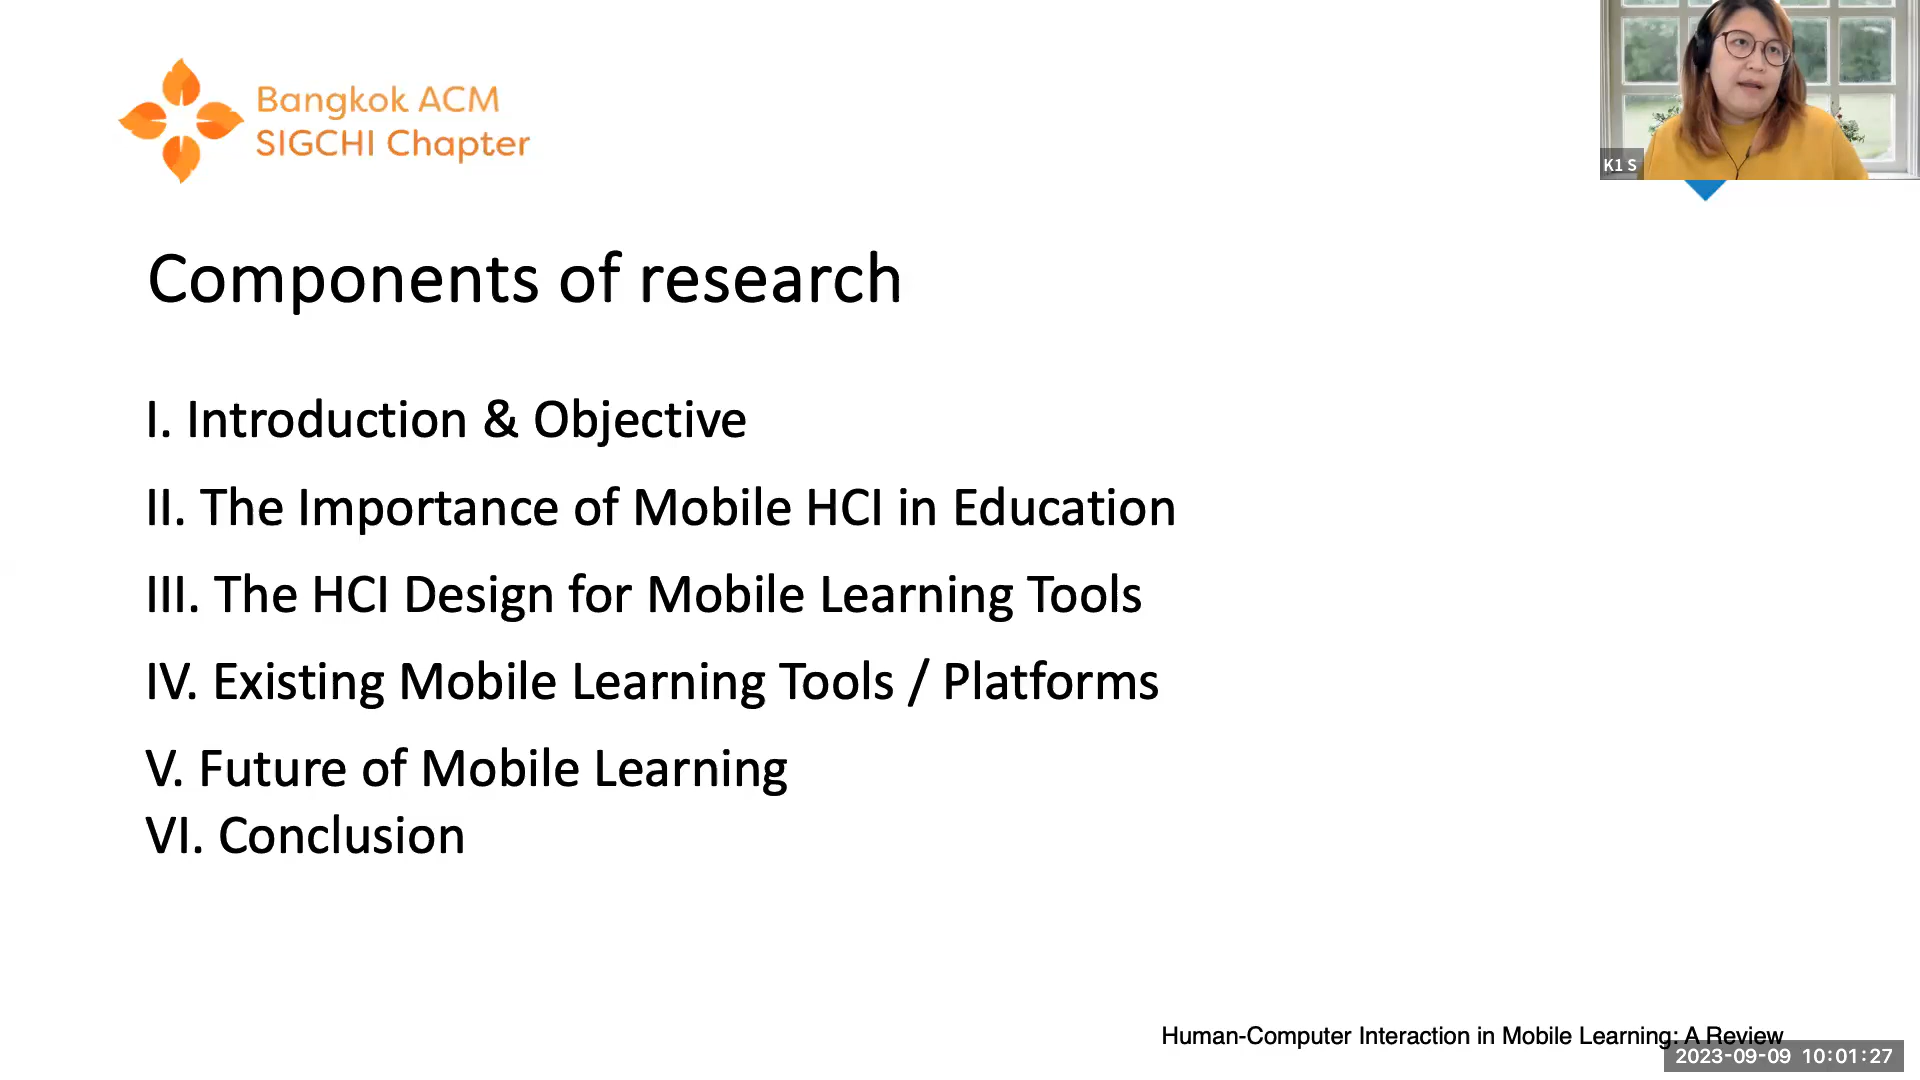 Bangkok ACM
SIGCHI Chapter
K1 S
Components of research
I. Introduction & Objective
II. The Importance of Mobile HCI in Education
III. The HCI Design for Mobile Learning Tools
IV. Existing Mobile Learning Tools / Platforms
V. Future of Mobile Learning
VI. Conclusion
Human-Computer Interaction in Mobile Learning: A Review
2023-09-09 10:01:27